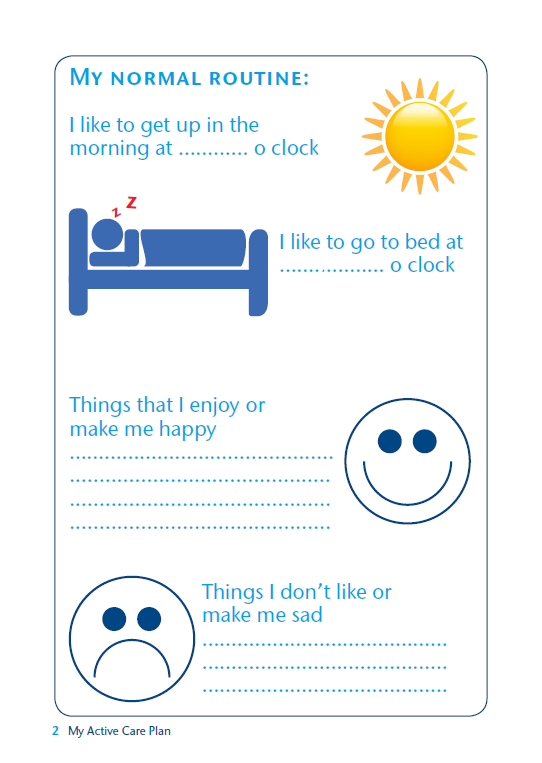 MY NORMAL ROUTINE:
I like to get up in the
morning at ............ o clock
z z
I like to go to bed at
.................. o clock
Things that I enjoy or
make me happy
.............................................
.............................................
.............................................
.............................................
Things I don't like or
make me sad
..........................................
..........................................
..........................................
2 My Active Care Plan